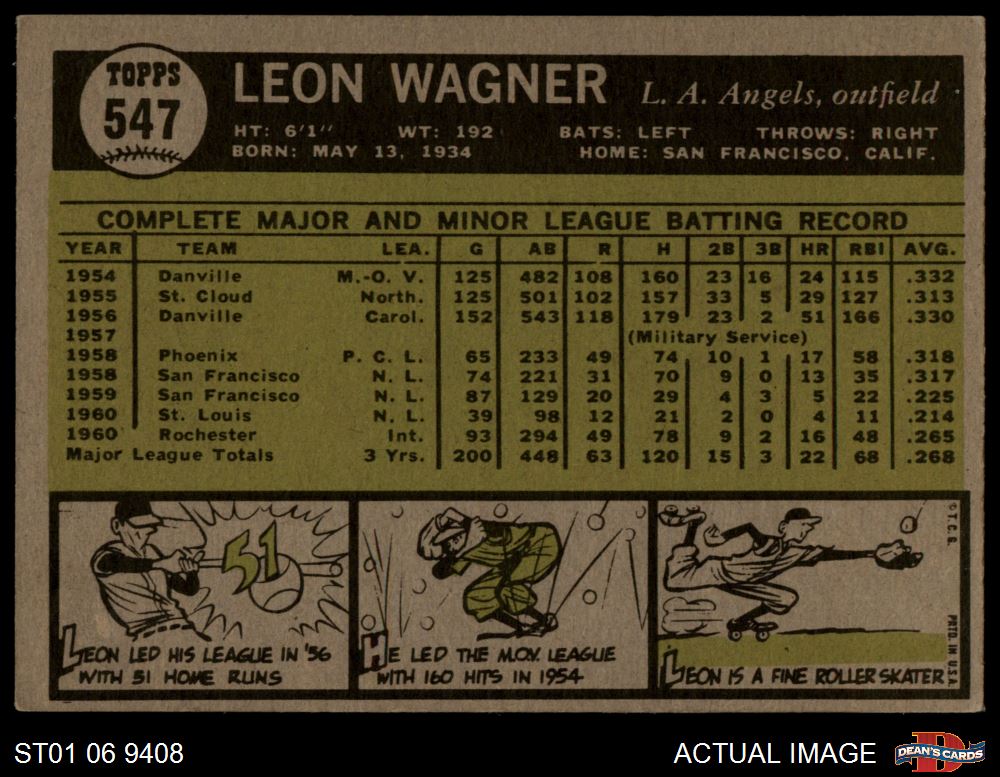 TOPPS
547
LEON WAGNER L. A. Angels, outfield
HT: 6'1" WT: 192 BATS: LEFT THROWS: RIGHT
BORN: MAY 13, 1934 HOME: SAN FRANCISCO, CALIF.
COMPLETE MAJOR AND MINOR LEAGUE BATTING RECORD
YEAR TEAM LEA. G AB R H 2B 3B HR RBI AVG.
1954 Danville M.-O. V. 125 482 108 160 23 16 24 115 .332
1955 St. Cloud North. 125 501 102 157 33 5 29 127 .313
1956 Danville Carol. 152 543 118 179 23 2 51 166 .330
1957 (Military Service)
1958 Phoenix P. C. L. 65 233 49 74 10 1 17 58 .318
1958 San Francisco N. L. 74 221 31 70 9 0 13 35 .317
1959 San Francisco N. L. 87 129 20 29 4 3 5 22 .225
1960 St. Louis N. L. 39 98 12 21 2 0 4 11 .214
1960 Rochester Int. 93 294 49 78 9 2 16 48 .265
Major League Totals 3 Yrs. 200 448 63 120 15 3 22 68 .268
51
LEON LED HIS LEAGUE IN '56
WITH 51 HOME RUNS
HE LED THE M.O.V. LEAGUE
WITH 160 HITS IN 1954
LEON IS A FINE ROLLER SKATER
© T. C. G.
PRTD. IN U.S.A.
ST01 06 9408
ACTUAL IMAGE
D
DEAN'S CARDS